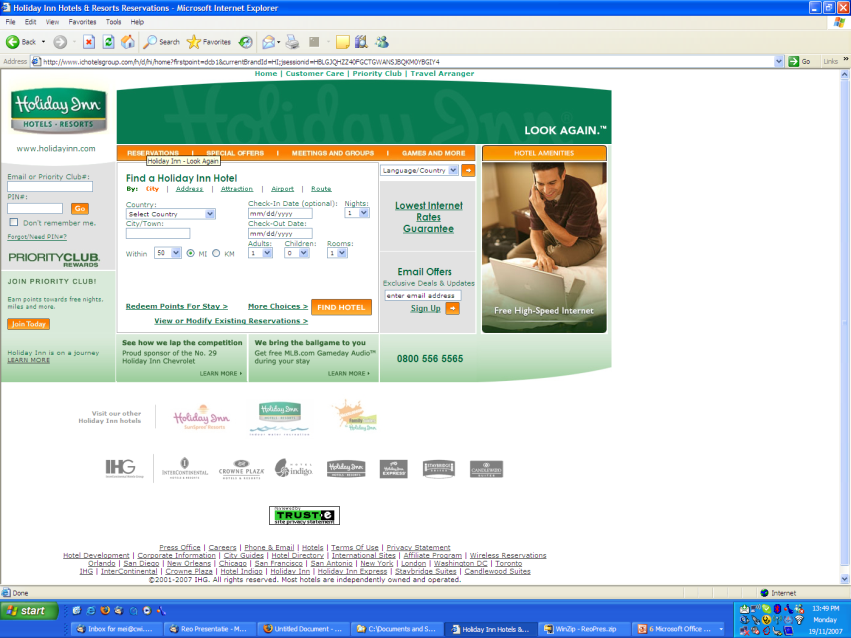 Holiday Inn Hotels & Resorts Reservations - Microsoft Internet Explorer
File Edit View Favorites Tools Help
Back Search Favorites
Address http://www.ichotelsgroup.com/h/d/hi/home?firstpoint=dcb1&currentBrandId=HI;jsessionid=HBLGJQHZZ40FGCTGWANSJBQKM0YBGIY4 Go Links »
Home | Customer Care | Priority Club | Travel Arranger
Holiday Inn
HOTELS · RESORTS
www.holidayinn.com
LOOK AGAIN.™
RESERVATIONS | SPECIAL OFFERS | MEETINGS AND GROUPS | GAMES AND MORE
Holiday Inn - Look Again
HOTEL AMENITIES
Email or Priority Club#:
PIN#:
Go
Don't remember me.
Forgot/Need PIN#?
PRIORITYCLUB
REWARDS
JOIN PRIORITY CLUB!
Earn points towards free nights, miles and more.
Join Today
Holiday Inn is on a journey
LEARN MORE
Find a Holiday Inn Hotel
By: City | Address | Attraction | Airport | Route
Country:
Select Country
City/Town:
Within 50 MI KM
Check-In Date (optional): Nights:
mm/dd/yyyy 1
Check-Out Date:
mm/dd/yyyy
Adults: Children: Rooms:
1 0 1
Redeem Points For Stay > More Choices > FIND HOTEL
View or Modify Existing Reservations >
Language/Country
Lowest Internet
Rates
Guarantee
Email Offers
Exclusive Deals & Updates
enter email address
Sign Up
Free High-Speed Internet
See how we lap the competition
Proud sponsor of the No. 29
Holiday Inn Chevrolet
LEARN MORE
We bring the ballgame to you
Get free MLB.com Gameday Audio™
during your stay
LEARN MORE
0800 556 5565
Visit our other
Holiday Inn hotels
Holiday Inn
SunSpree Resorts
Holiday Inn
Holiday Inn
IHG
INTERCONTINENTAL
CROWNE PLAZA
HOTEL indigo
Holiday Inn
EXPRESS
STAYBRIDGE
CANDLEWOOD
TRUSTe
site privacy statement
Press Office | Careers | Phone & Email | Hotels | Terms Of Use | Privacy Statement
Hotel Development | Corporate Information | City Guides | Hotel Directory | International Sites | Affiliate Program | Wireless Reservations
Orlando | San Diego | New Orleans | Chicago | San Francisco | San Antonio | New York | London | Washington DC | Toronto
IHG | InterContinental | Crowne Plaza | Hotel Indigo | Holiday Inn | Holiday Inn Express | Staybridge Suites | Candlewood Suites
©2001-2007 IHG. All rights reserved. Most hotels are independently owned and operated.
Done Internet
start
Inbox for mei@cwi.... Reo Presentatie - M... Untitled Document - ... C:\Documents and S... Holiday Inn Hotels &... WinZip - ReoPres.zip 6 Microsoft Office ...
13:49 PM
Monday
19/11/2007